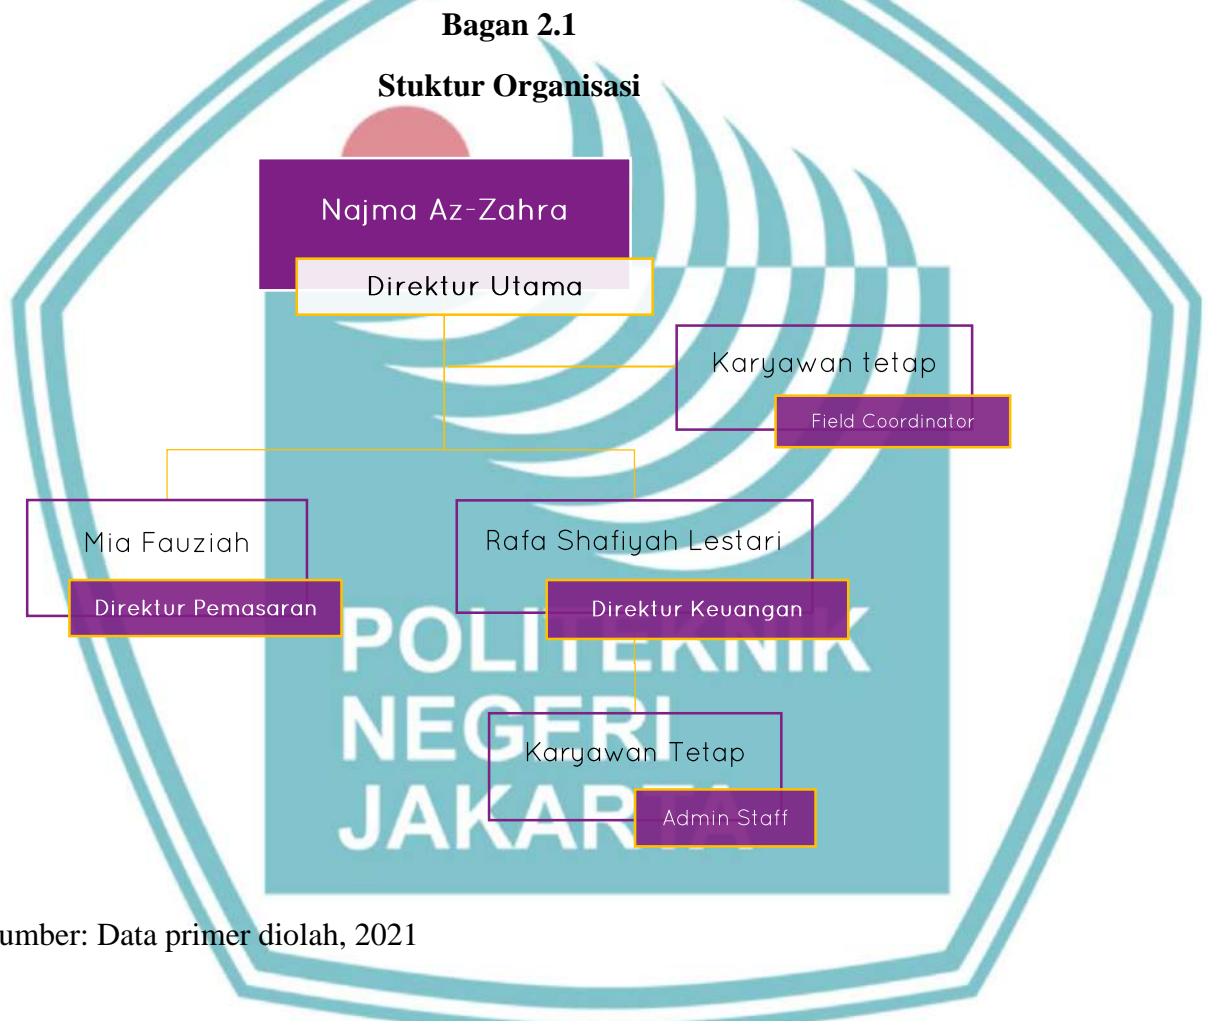 Bagan 2.1
Stuktur Organisasi
Najma Az-Zahra
Direktur Utama
Karyawan tetap
Field Coordinator
Mia Fauziah
Direktur Pemasaran
Rafa Shafiyah Lestari
Direktur Keuangan
POLITEKNIK
NEGERI
Karyawan Tetap
JAKARTA
Admin Staff
umber: Data primer diolah, 2021